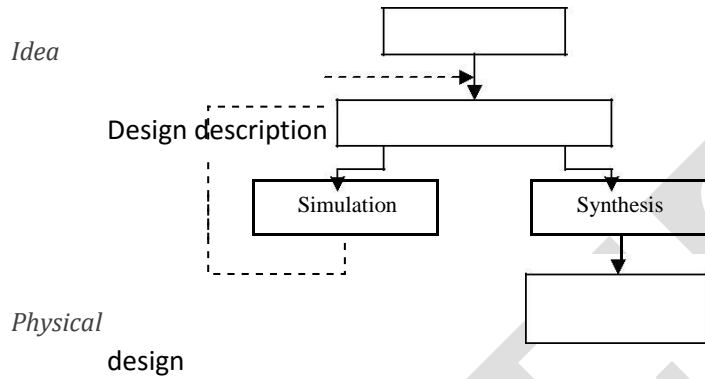 Idea
Design description
Simulation
Synthesis
Physical
design